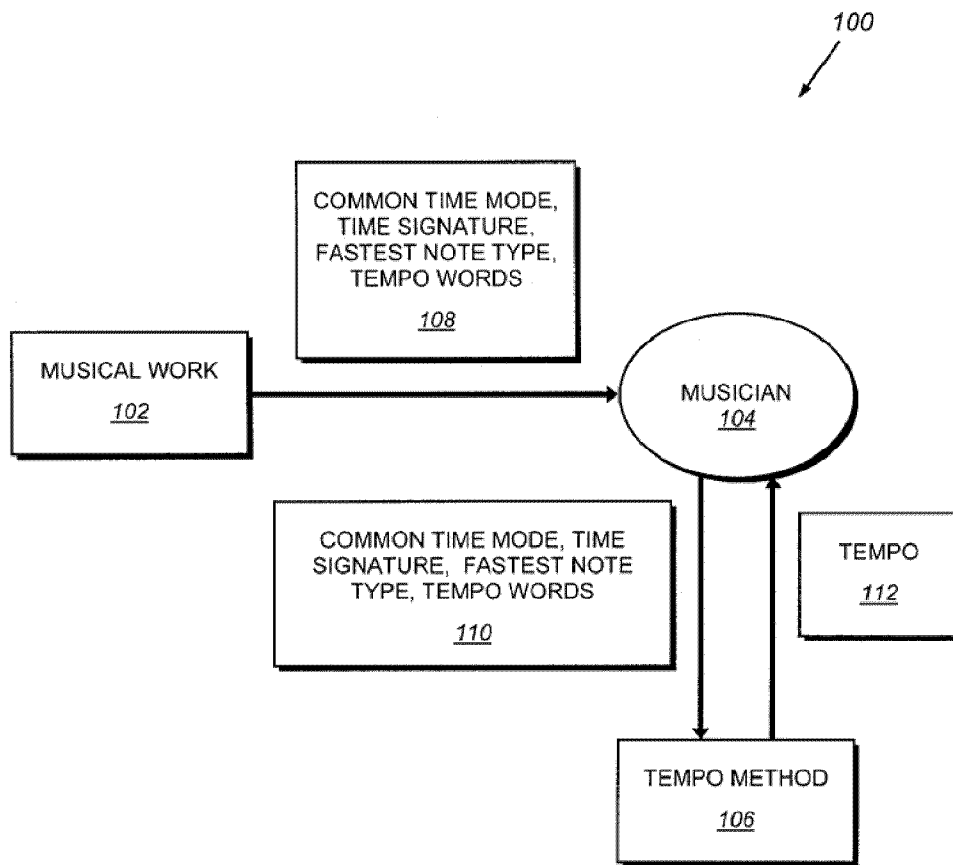 100
COMMON TIME MODE,
TIME SIGNATURE,
FASTEST NOTE TYPE,
TEMPO WORDS
108
MUSICAL WORK
102
MUSICIAN
104
COMMON TIME MODE, TIME
SIGNATURE, FASTEST NOTE
TYPE, TEMPO WORDS
110
TEMPO
112
TEMPO METHOD
106